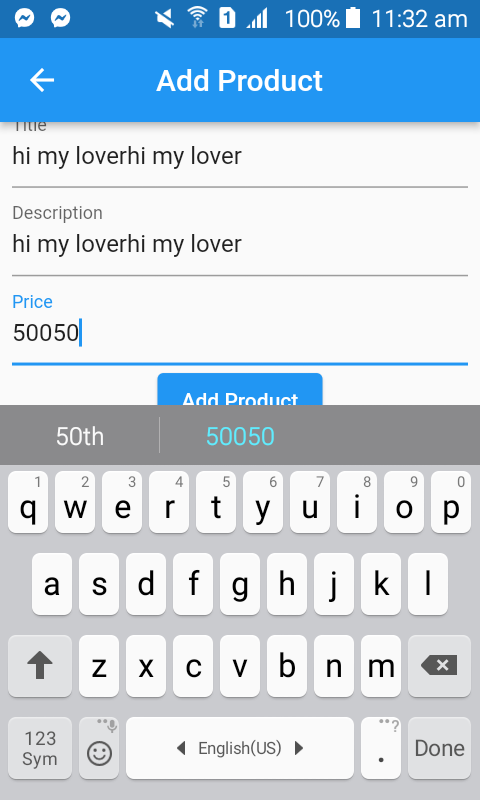 1 100% 11:32 am
Add Product
Title
hi my loverhi my lover
Description
hi my loverhi my lover
Price
50050
Add Product
50th 50050
1 2 3 4 5 6 7 8 9 0
q w e r t y u i o p
a s d f g h j k l
z x c v b n m
123 Sym English(US) . ? Done